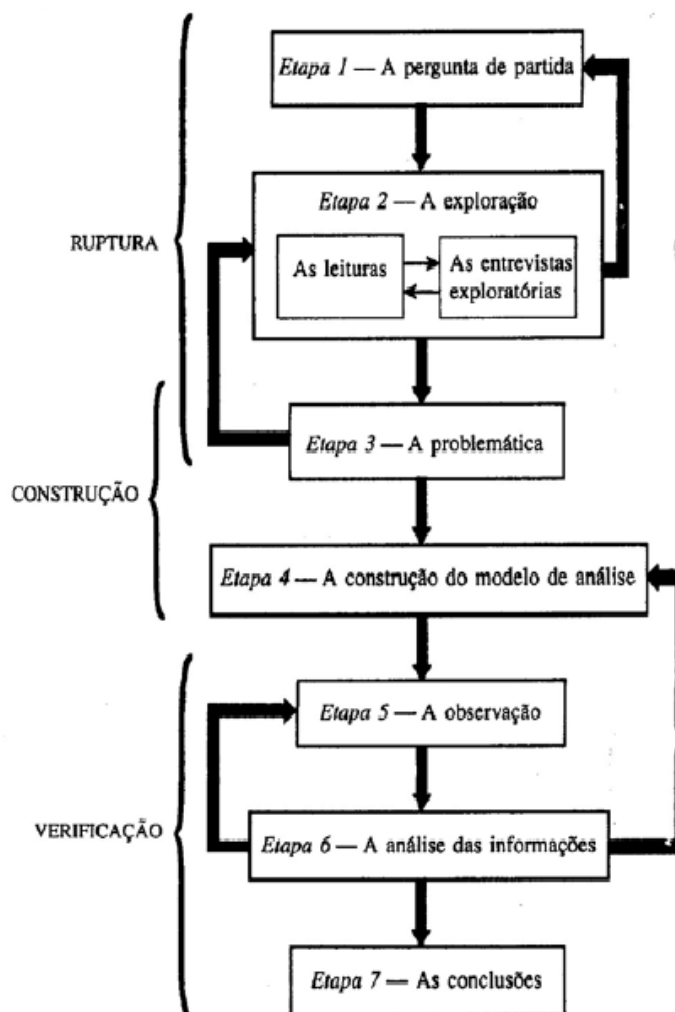 Etapa 1 — A pergunta de partida
Etapa 2 — A exploração
As leituras
As entrevistas
exploratórias
RUPTURA
Etapa 3 — A problemática
CONSTRUÇÃO
Etapa 4 — A construção do modelo de análise
Etapa 5 — A observação
VERIFICAÇÃO
Etapa 6 — A análise das informações
Etapa 7 — As conclusões